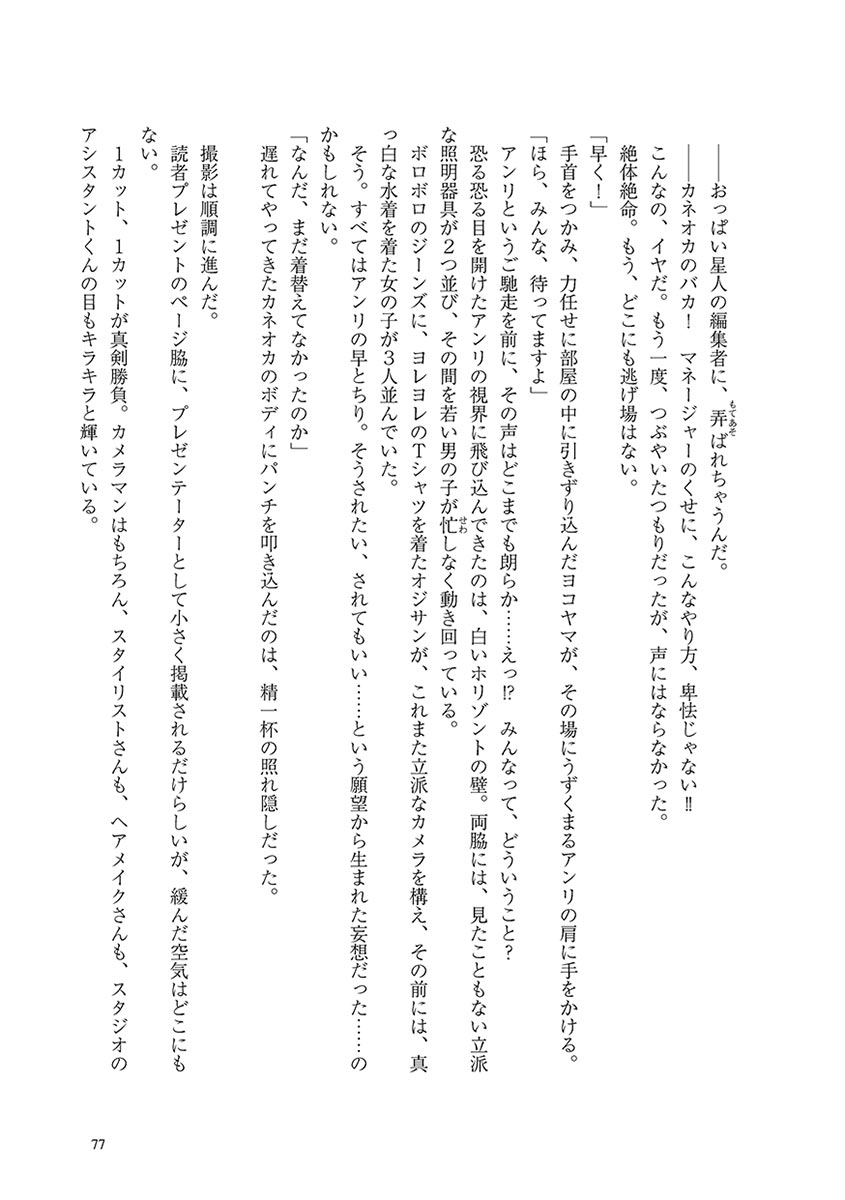 ――おっぱい星人の編集者に、弄ばれちゃうんだ。
もてあそ
――カネオカのバカ！　マネージャーのくせに、こんなやり方、卑怯じゃない!!
こんなの、イヤだ。もう一度、つぶやいたつもりだったが、声にはならなかった。
絶体絶命。もう、どこにも逃げ場はない。
「早く！」
手首をつかみ、力任せに部屋の中に引きずり込んだヨコヤマが、その場にうずくまるアンリの肩に手をかける。
「ほら、みんな、待ってますよ」
アンリというご馳走を前に、その声はどこまでも朗らか……えっ!?　みんなって、どういうこと？
恐る恐る目を開けたアンリの視界に飛び込んできたのは、白いホリゾントの壁。両脇には、見たこともない立派
な照明器具が２つ並び、その間を若い男の子が忙しなく動き回っている。
せわ
ボロボロのジーンズに、ヨレヨレのＴシャツを着たオジサンが、これまた立派なカメラを構え、その前には、真
っ白な水着を着た女の子が３人並んでいた。
そう。すべてはアンリの早とちり。そうされたい、されてもいい……という願望から生まれた妄想だった……の
かもしれない。
「なんだ、まだ着替えてなかったのか」
遅れてやってきたカネオカのボディにパンチを叩き込んだのは、精一杯の照れ隠しだった。
撮影は順調に進んだ。
読者プレゼントのページ脇に、プレゼンテーターとして小さく掲載されるだけらしいが、緩んだ空気はどこにも
ない。
１カット、１カットが真剣勝負。カメラマンはもちろん、スタイリストさんも、ヘアメイクさんも、スタジオの
アシスタントくんの目もキラキラと輝いている。
77